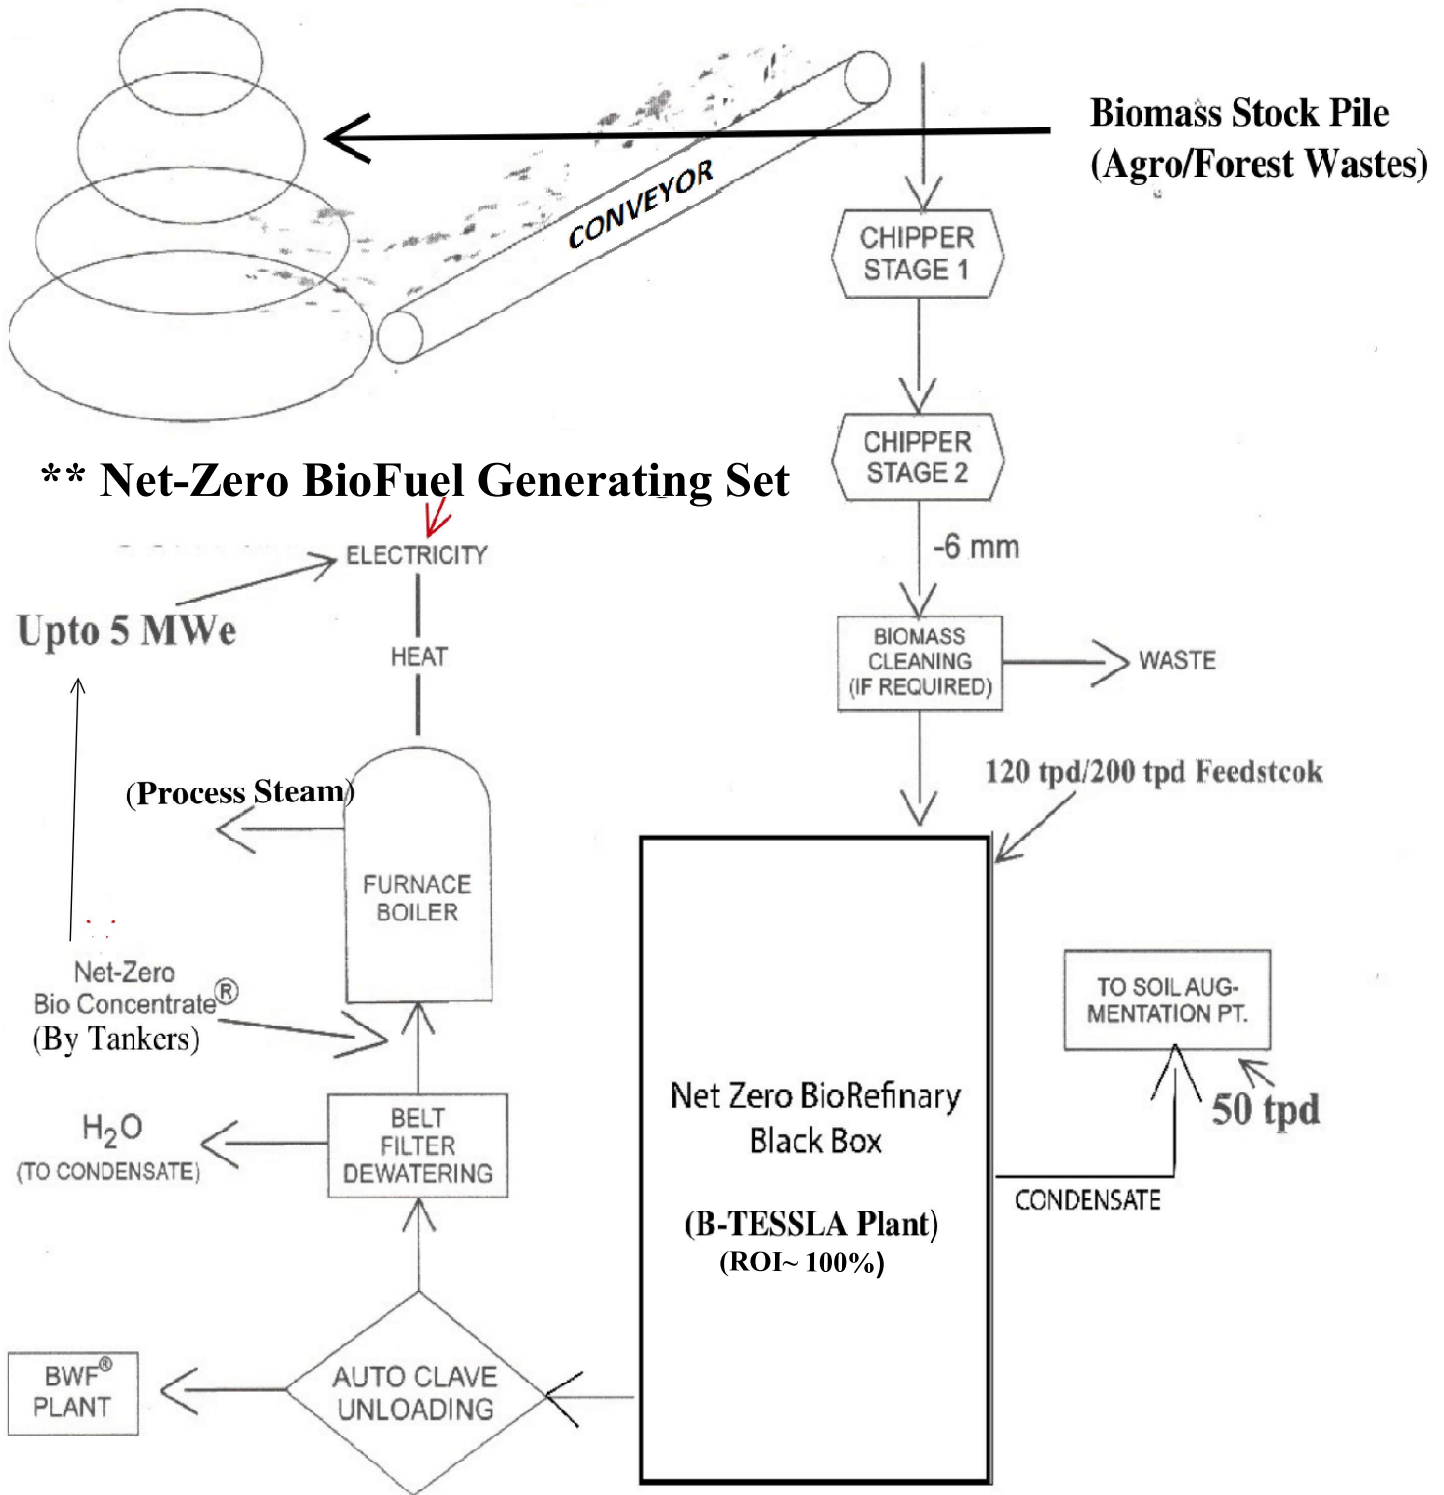 Biomass Stock Pile
(Agro/Forest Wastes)
CONVEYOR
CHIPPER
STAGE 1
CHIPPER
STAGE 2
-6 mm
** Net-Zero BioFuel Generating Set
ELECTRICITY
Upto 5 MWe
HEAT
BIOMASS
CLEANING
(IF REQUIRED)
WASTE
120 tpd/200 tpd Feedstcok
(Process Steam)
FURNACE
BOILER
Net-Zero
Bio Concentrate®
(By Tankers)
TO SOIL AUG-
MENTATION PT.
50 tpd
CONDENSATE
Net Zero BioRefinary
Black Box
(B-TESSLA Plant)
(ROI~ 100%)
BELT
FILTER
DEWATERING
H₂O
(TO CONDENSATE)
AUTO CLAVE
UNLOADING
BWF®
PLANT